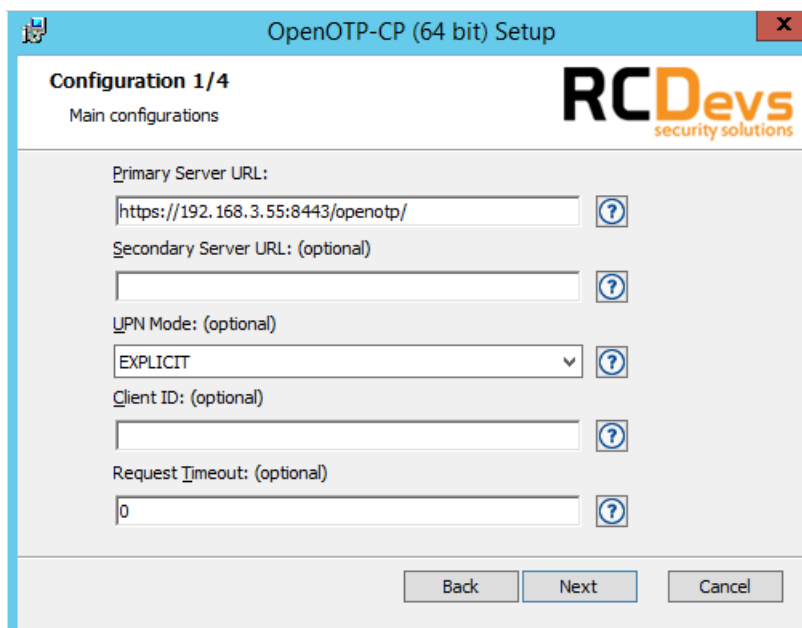 OpenOTP-CP (64 bit) Setup
x
Configuration 1/4
Main configurations
RCDevs
security solutions
Primary Server URL:
https://192.168.3.55:8443/openotp/
?
Secondary Server URL: (optional)
?
UPN Mode: (optional)
EXPLICIT
?
Client ID: (optional)
?
Request Timeout: (optional)
0
?
Back Next Cancel